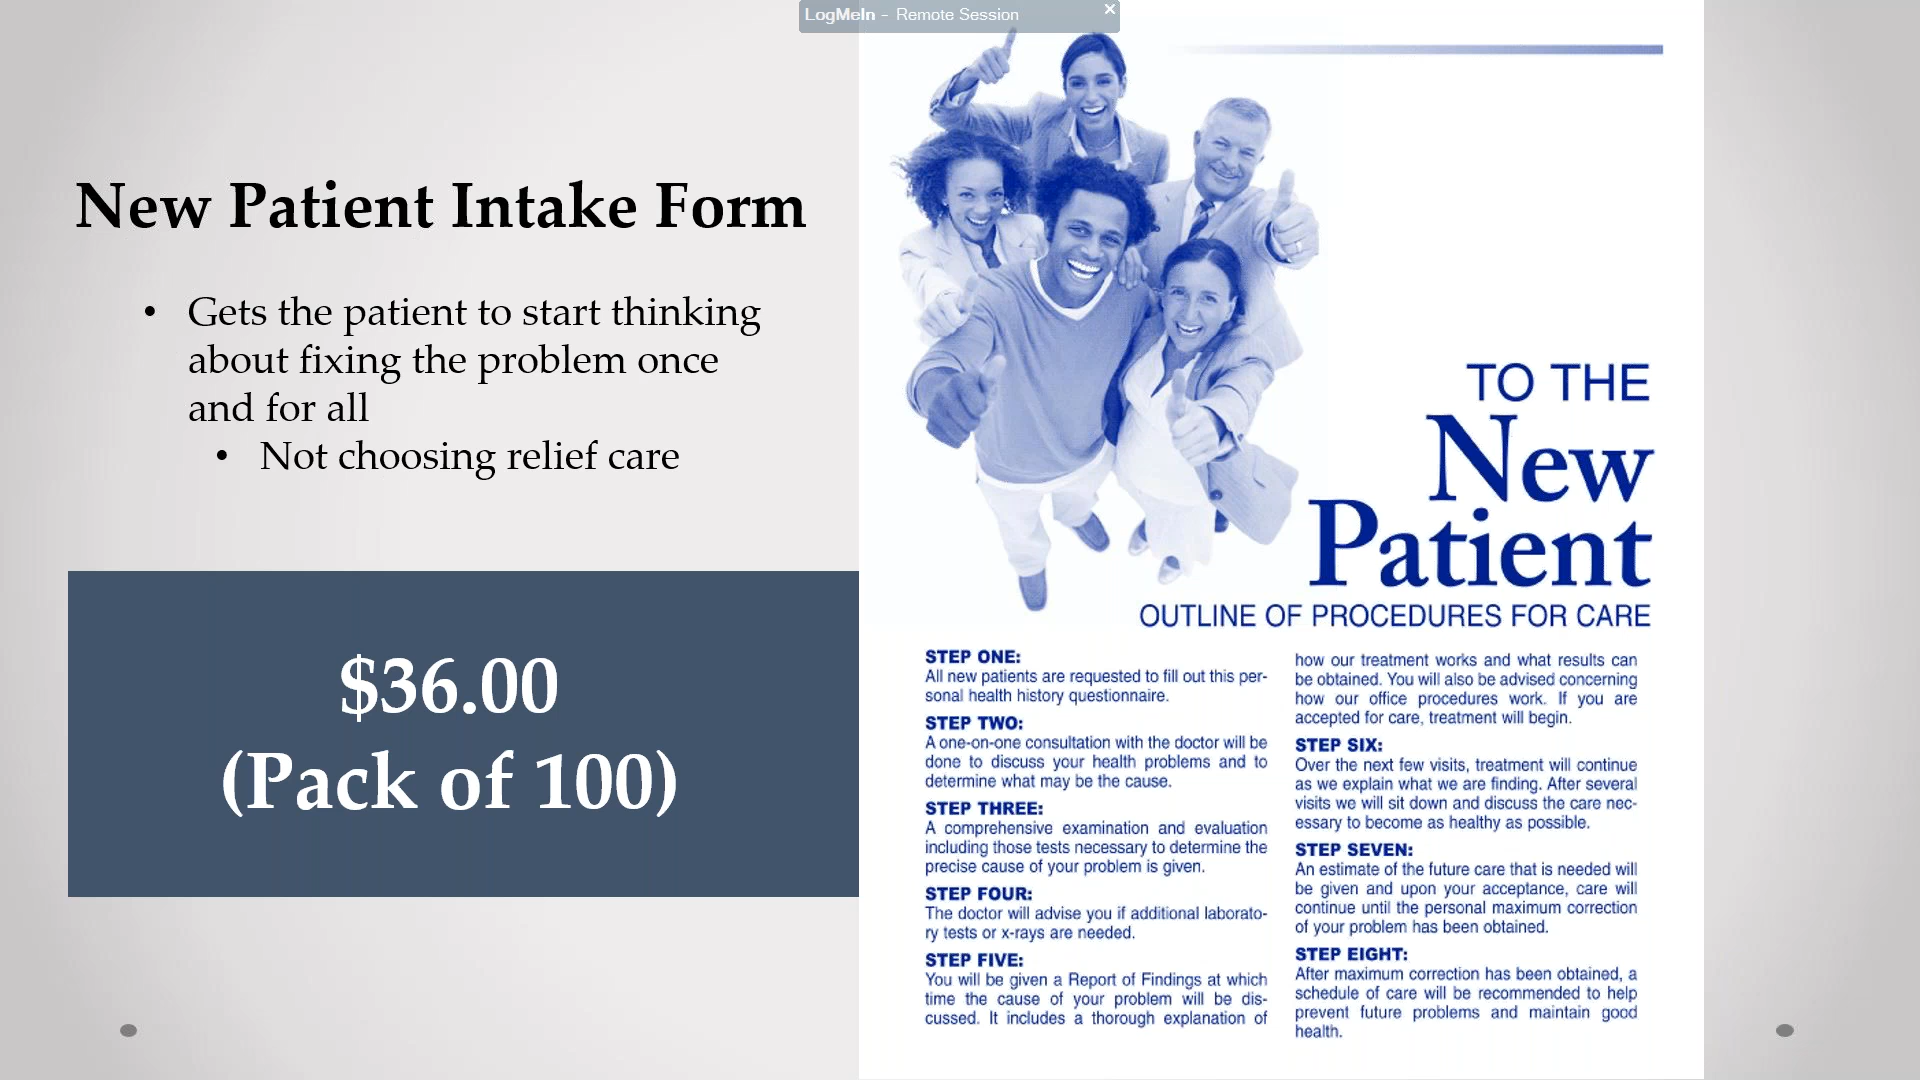 LogMeIn - Remote Session
New Patient Intake Form
• Gets the patient to start thinking
about fixing the problem once
and for all
• Not choosing relief care
$36.00
(Pack of 100)
TO THE
New
Patient
OUTLINE OF PROCEDURES FOR CARE
STEP ONE:
All new patients are requested to fill out this per-
sonal health history questionnaire.
STEP TWO:
A one-on-one consultation with the doctor will be
done to discuss your health problems and to
determine what may be the cause.
STEP THREE:
A comprehensive examination and evaluation
including those tests necessary to determine the
precise cause of your problem is given.
STEP FOUR:
The doctor will advise you if additional laborato-
ry tests or x-rays are needed.
STEP FIVE:
You will be given a Report of Findings at which
time the cause of your problem will be dis-
cussed. It includes a thorough explanation of
how our treatment works and what results can
be obtained. You will also be advised concerning
how our office procedures work. If you are
accepted for care, treatment will begin.
STEP SIX:
Over the next few visits, treatment will continue
as we explain what we are finding. After several
visits we will sit down and discuss the care nec-
essary to become as healthy as possible.
STEP SEVEN:
An estimate of the future care that is needed will
be given and upon your acceptance, care will
continue until the personal maximum correction
of your problem has been obtained.
STEP EIGHT:
After maximum correction has been obtained, a
schedule of care will be recommended to help
prevent future problems and maintain good
health.